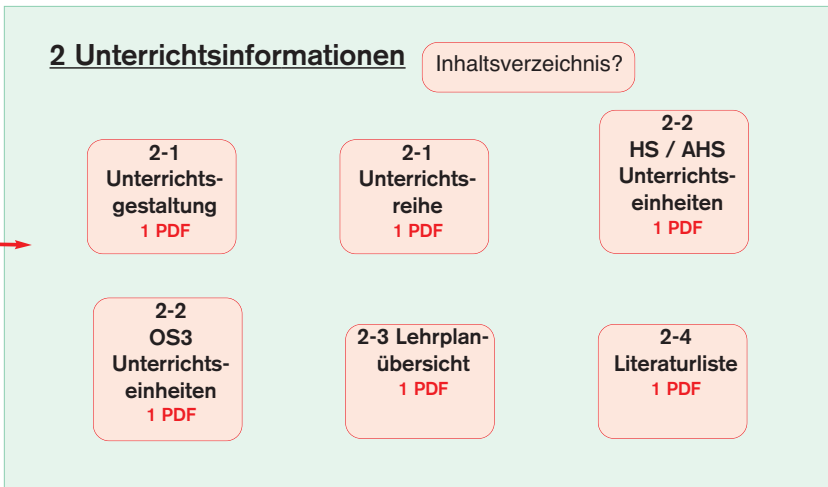 2 Unterrichtsinformationen
Inhaltsverzeichnis?
2-1
Unterrichts-
gestaltung
1 PDF
2-1
Unterrichts-
reihe
1 PDF
2-2
HS / AHS
Unterrichts-
einheiten
1 PDF
2-2
OS3
Unterrichts-
einheiten
1 PDF
2-3 Lehrplan-
übersicht
1 PDF
2-4
Literaturliste
1 PDF